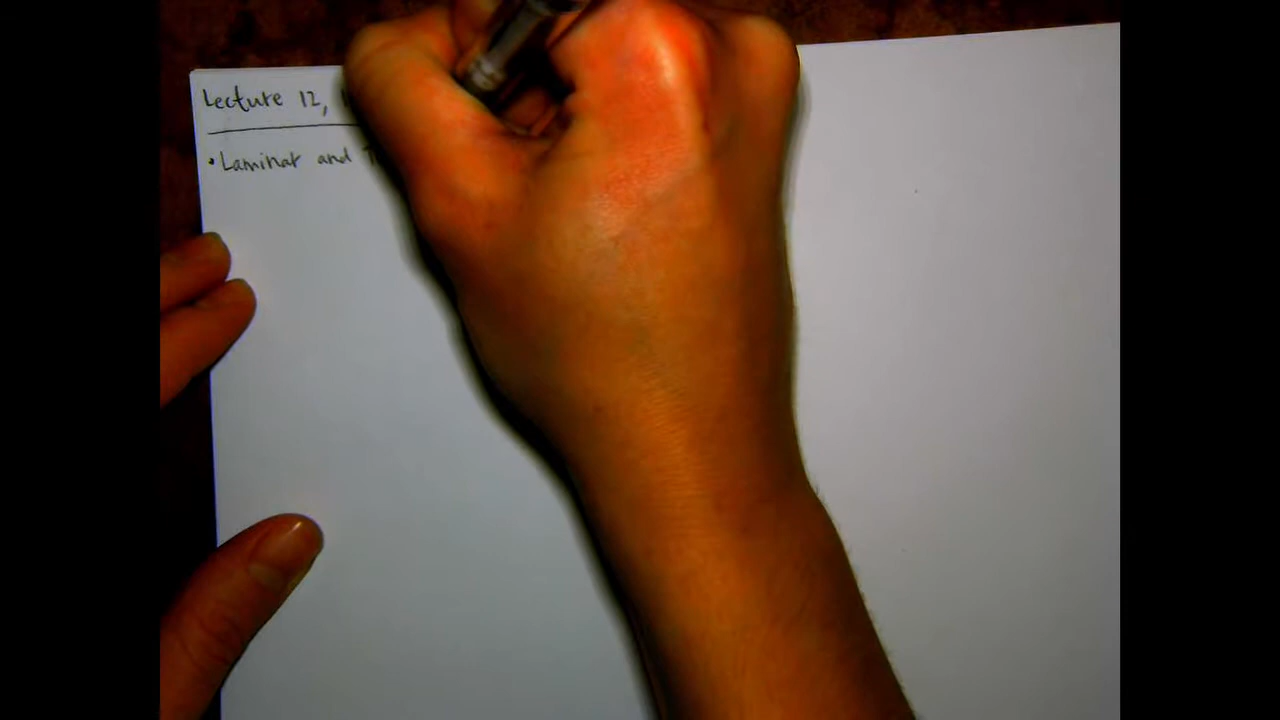 Lecture 12,
• Laminar and